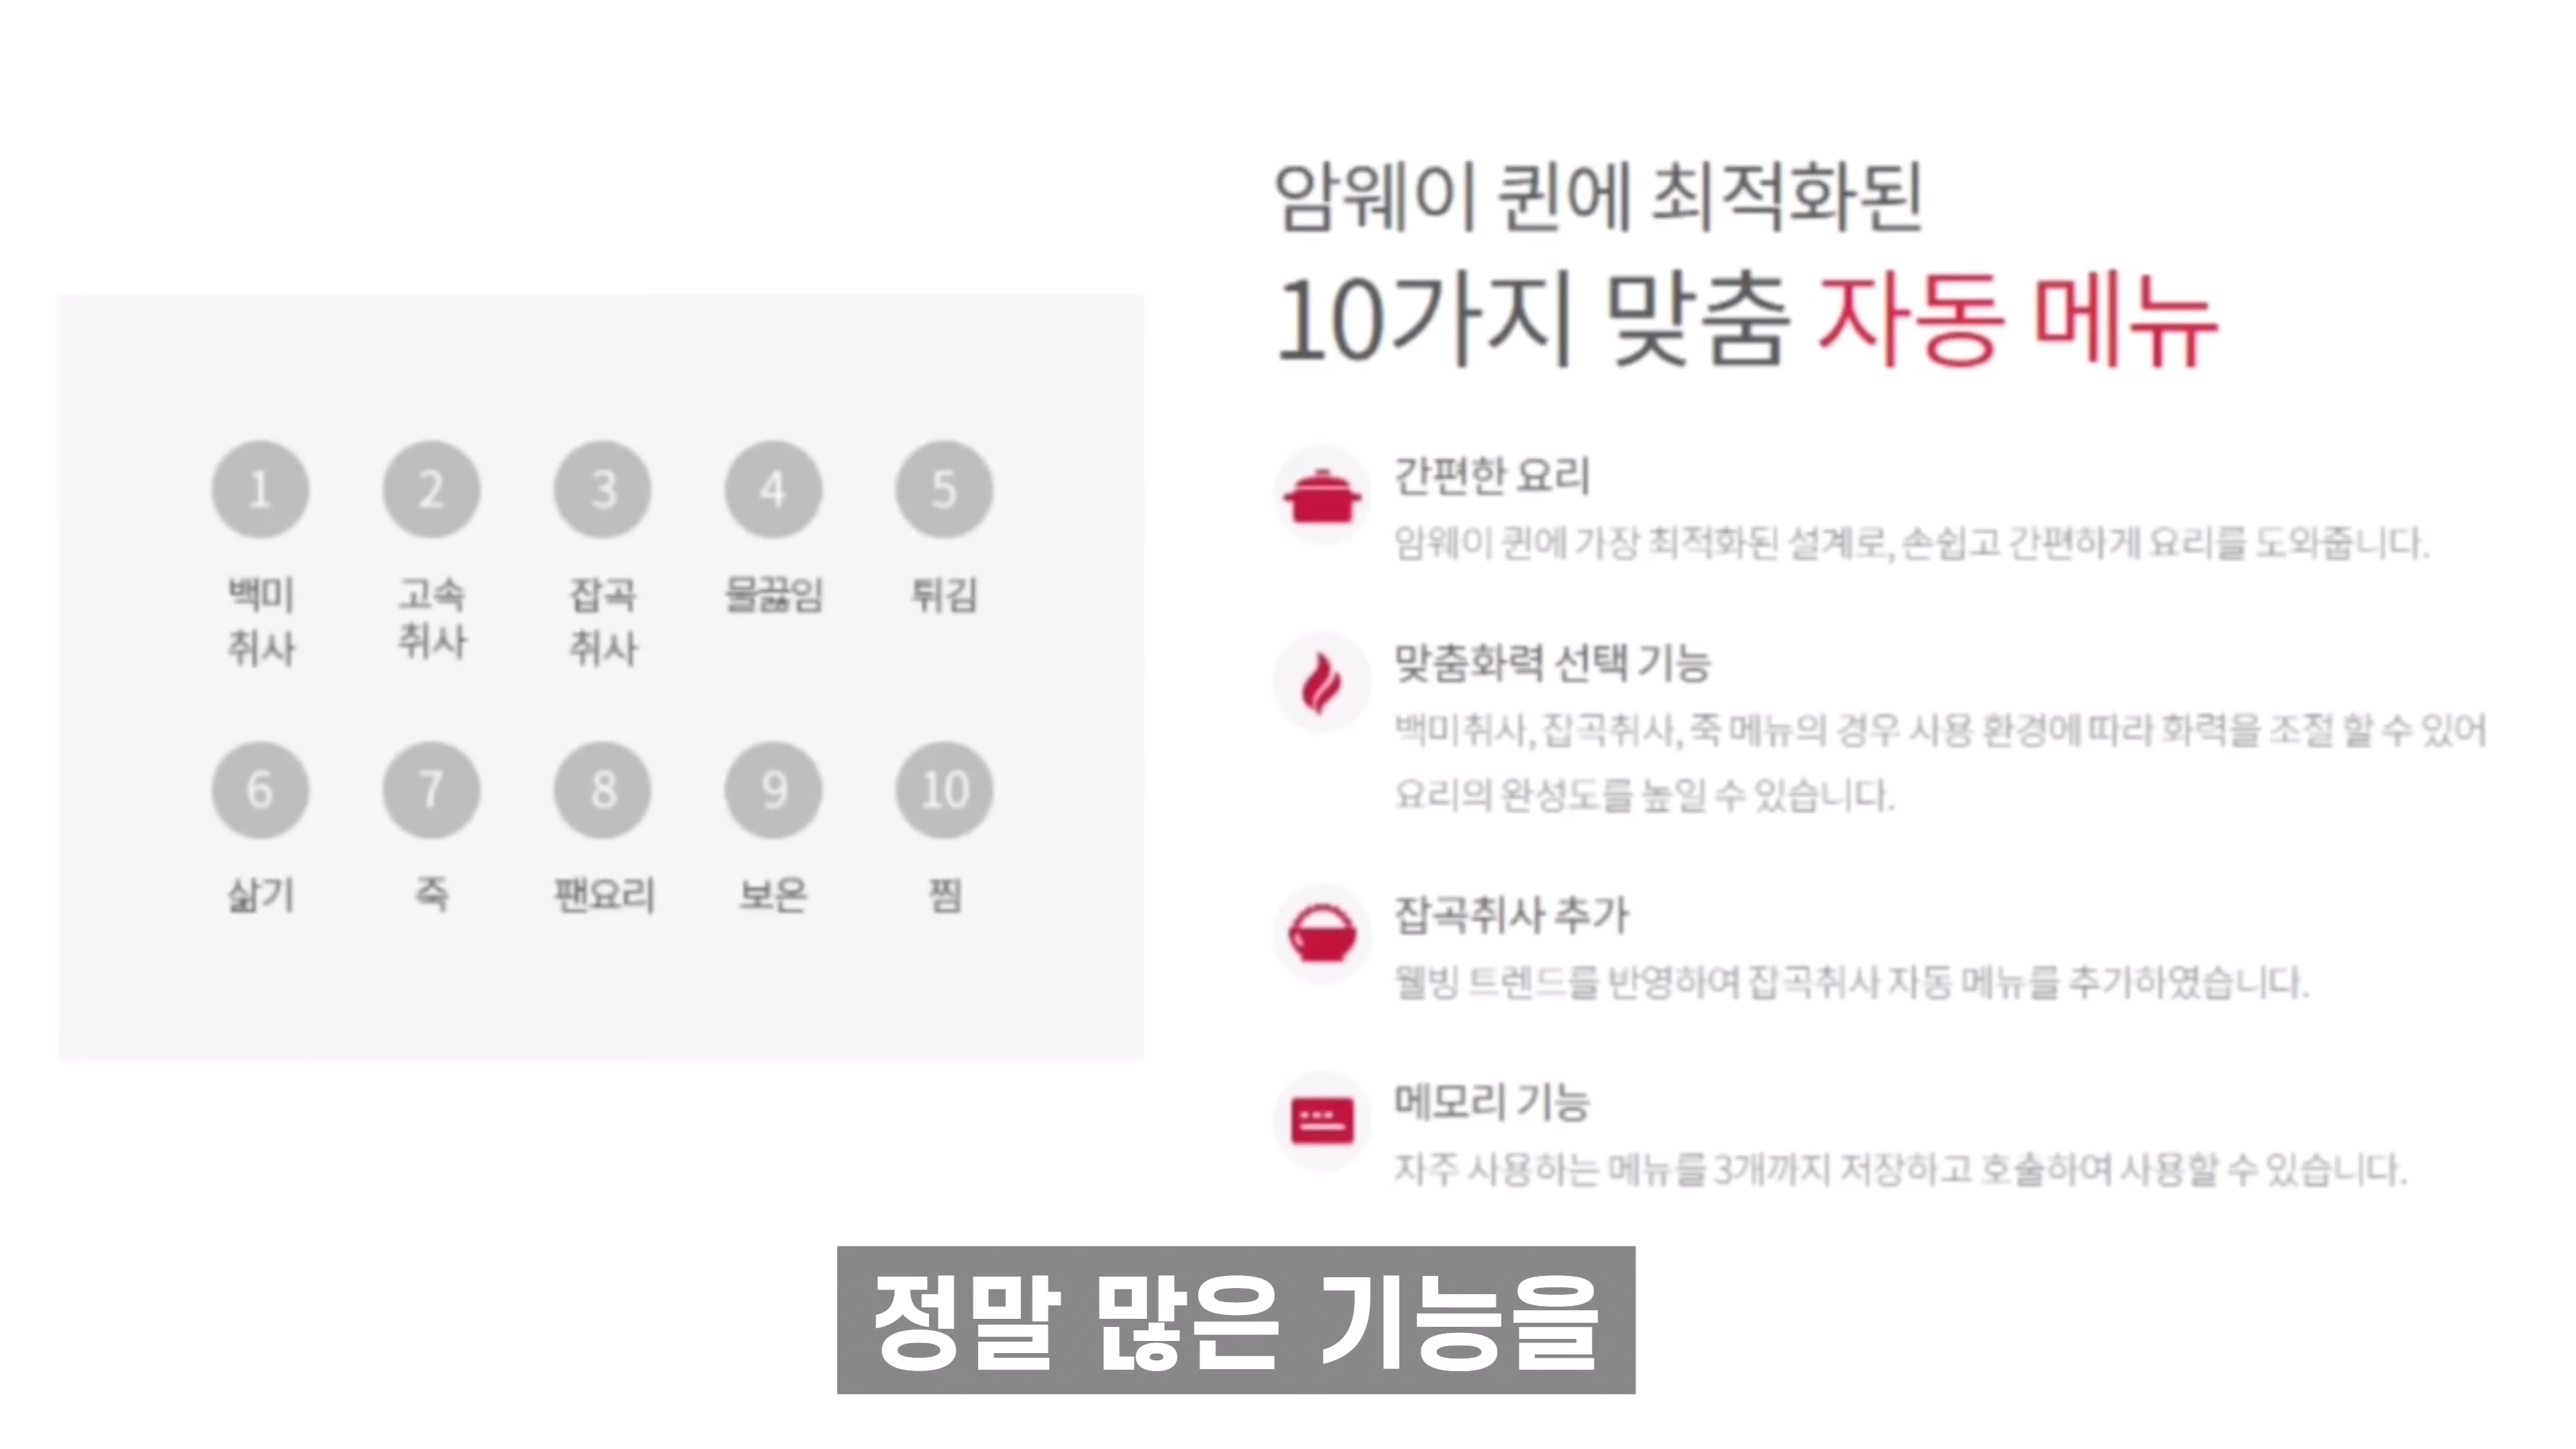 암웨이 퀸에 최적화된
10가지 맞춤 자동 메뉴
1 2 3 4 5
백미 고속 잡곡 물끓임 튀김
취사 취사 취사
6 7 8 9 10
삶기 죽 팬요리 보온 찜
간편한 요리
암웨이 퀸에 가장 최적화된 설계로, 손쉽고 간편하게 요리를 도와줍니다.
맞춤화력 선택 기능
백미취사, 잡곡취사, 죽 메뉴의 경우 사용 환경에 따라 화력을 조절 할 수 있어
요리의 완성도를 높일 수 있습니다.
잡곡취사 추가
웰빙 트렌드를 반영하여 잡곡취사 자동 메뉴를 추가하였습니다.
메모리 기능
자주 사용하는 메뉴를 3개까지 저장하고 호출하여 사용할 수 있습니다.
정말 많은 기능을